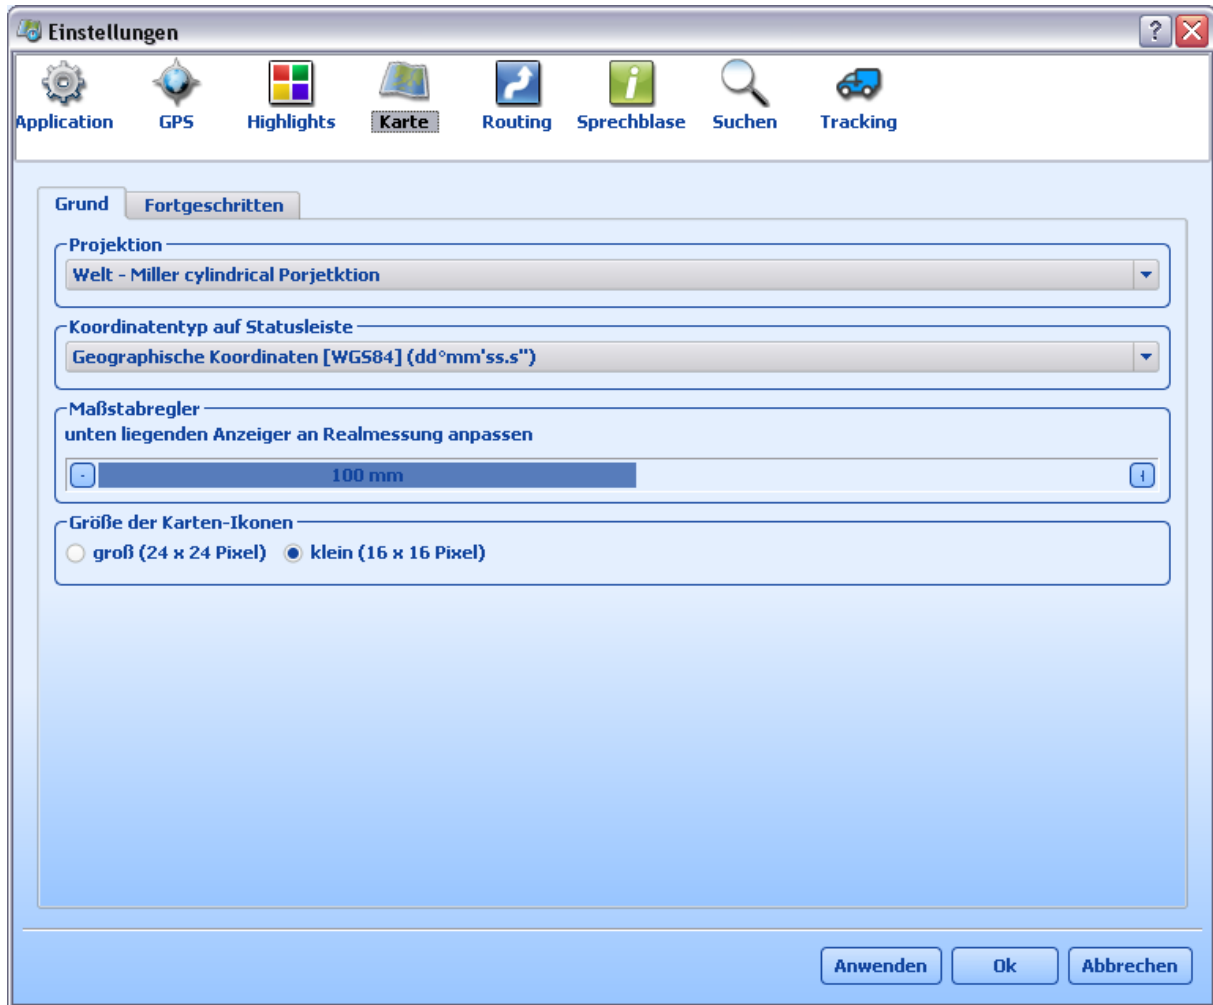 Einstellungen
Application GPS Highlights Karte Routing Sprechblase Suchen Tracking
Grund Fortgeschritten
Projektion
Welt - Miller cylindrical Porjetktion
Koordinatentyp auf Statusleiste
Geographische Koordinaten [WGS84] (dd°mm'ss.s")
Maßstabregler
unten liegenden Anzeiger an Realmessung anpassen
100 mm
Größe der Karten-Ikonen
groß (24 x 24 Pixel) klein (16 x 16 Pixel)
Anwenden Ok Abbrechen